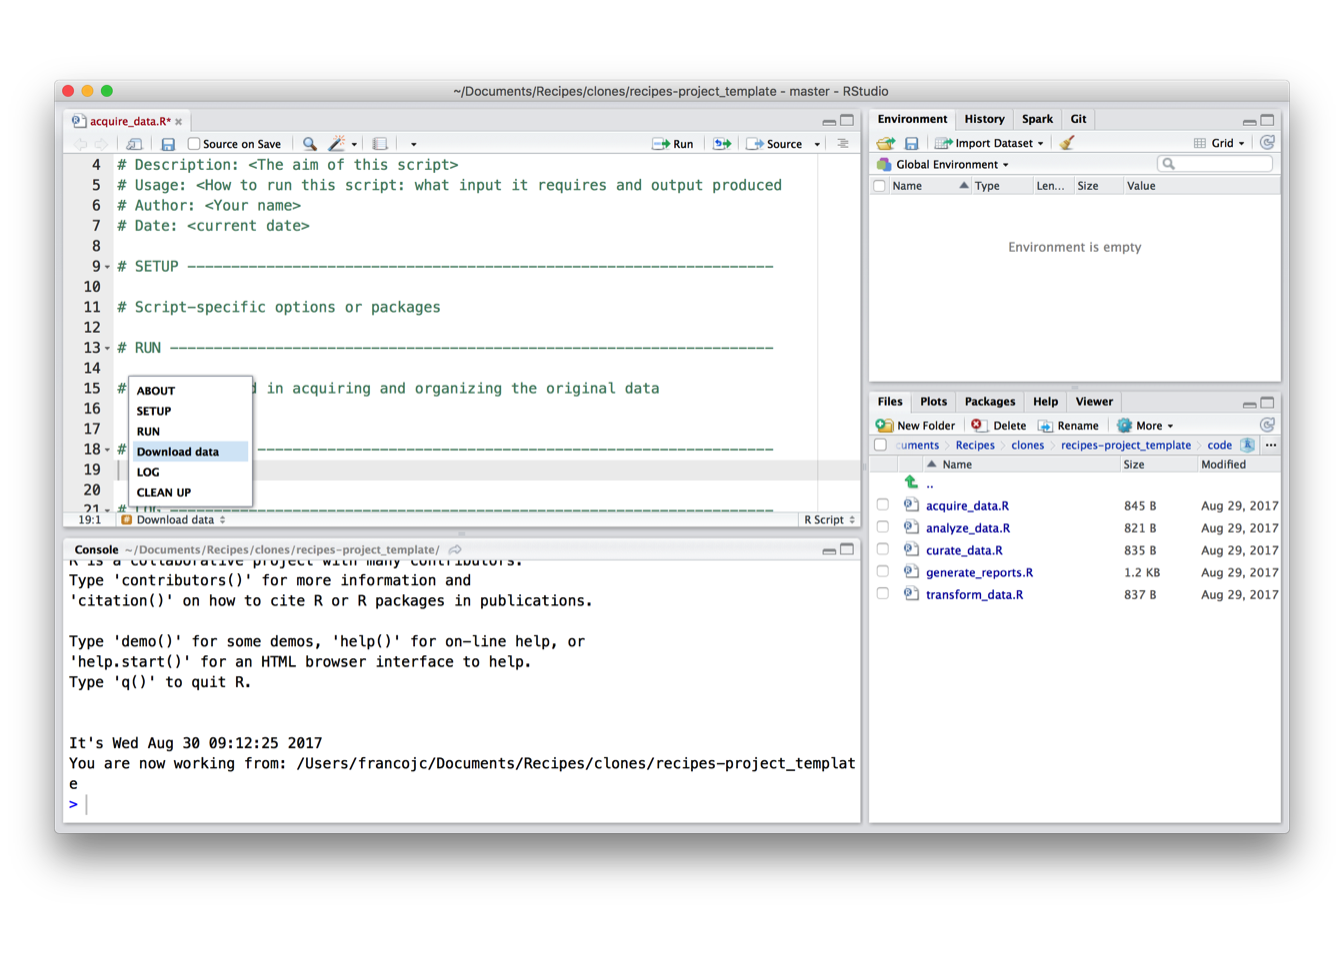 ~/Documents/Recipes/clones/recipes-project_template - master - RStudio
acquire_data.R*
Source on Save
Run
Source
4 # Description: <The aim of this script>
5 # Usage: <How to run this script: what input it requires and output produced
6 # Author: <Your name>
7 # Date: <current date>
8
9 # SETUP -------------------------------------------------------------------
10
11 # Script-specific options or packages
12
13 # RUN ---------------------------------------------------------------------
14
15 # in acquiring and organizing the original data
16
17
18 # -----------------------------------------------------------
19
20
21 # LOG ---------------------------------------------------------------------
ABOUT
SETUP
RUN
Download data
LOG
CLEAN UP
19:1 Download data R Script
Console ~/Documents/Recipes/clones/recipes-project_template/
R is a collaborative project with many contributors.
Type 'contributors()' for more information and
'citation()' on how to cite R or R packages in publications.
Type 'demo()' for some demos, 'help()' for on-line help, or
'help.start()' for an HTML browser interface to help.
Type 'q()' to quit R.
It's Wed Aug 30 09:12:25 2017
You are now working from: /Users/francojc/Documents/Recipes/clones/recipes-project_templat
e
>
Environment History Spark Git
Import Dataset Grid
Global Environment
Name Type Len... Size Value
Environment is empty
Files Plots Packages Help Viewer
New Folder Delete Rename More
cuments Recipes clones recipes-project_template code R ...
Name Size Modified
..
acquire_data.R 845 B Aug 29, 2017
analyze_data.R 821 B Aug 29, 2017
curate_data.R 835 B Aug 29, 2017
generate_reports.R 1.2 KB Aug 29, 2017
transform_data.R 837 B Aug 29, 2017